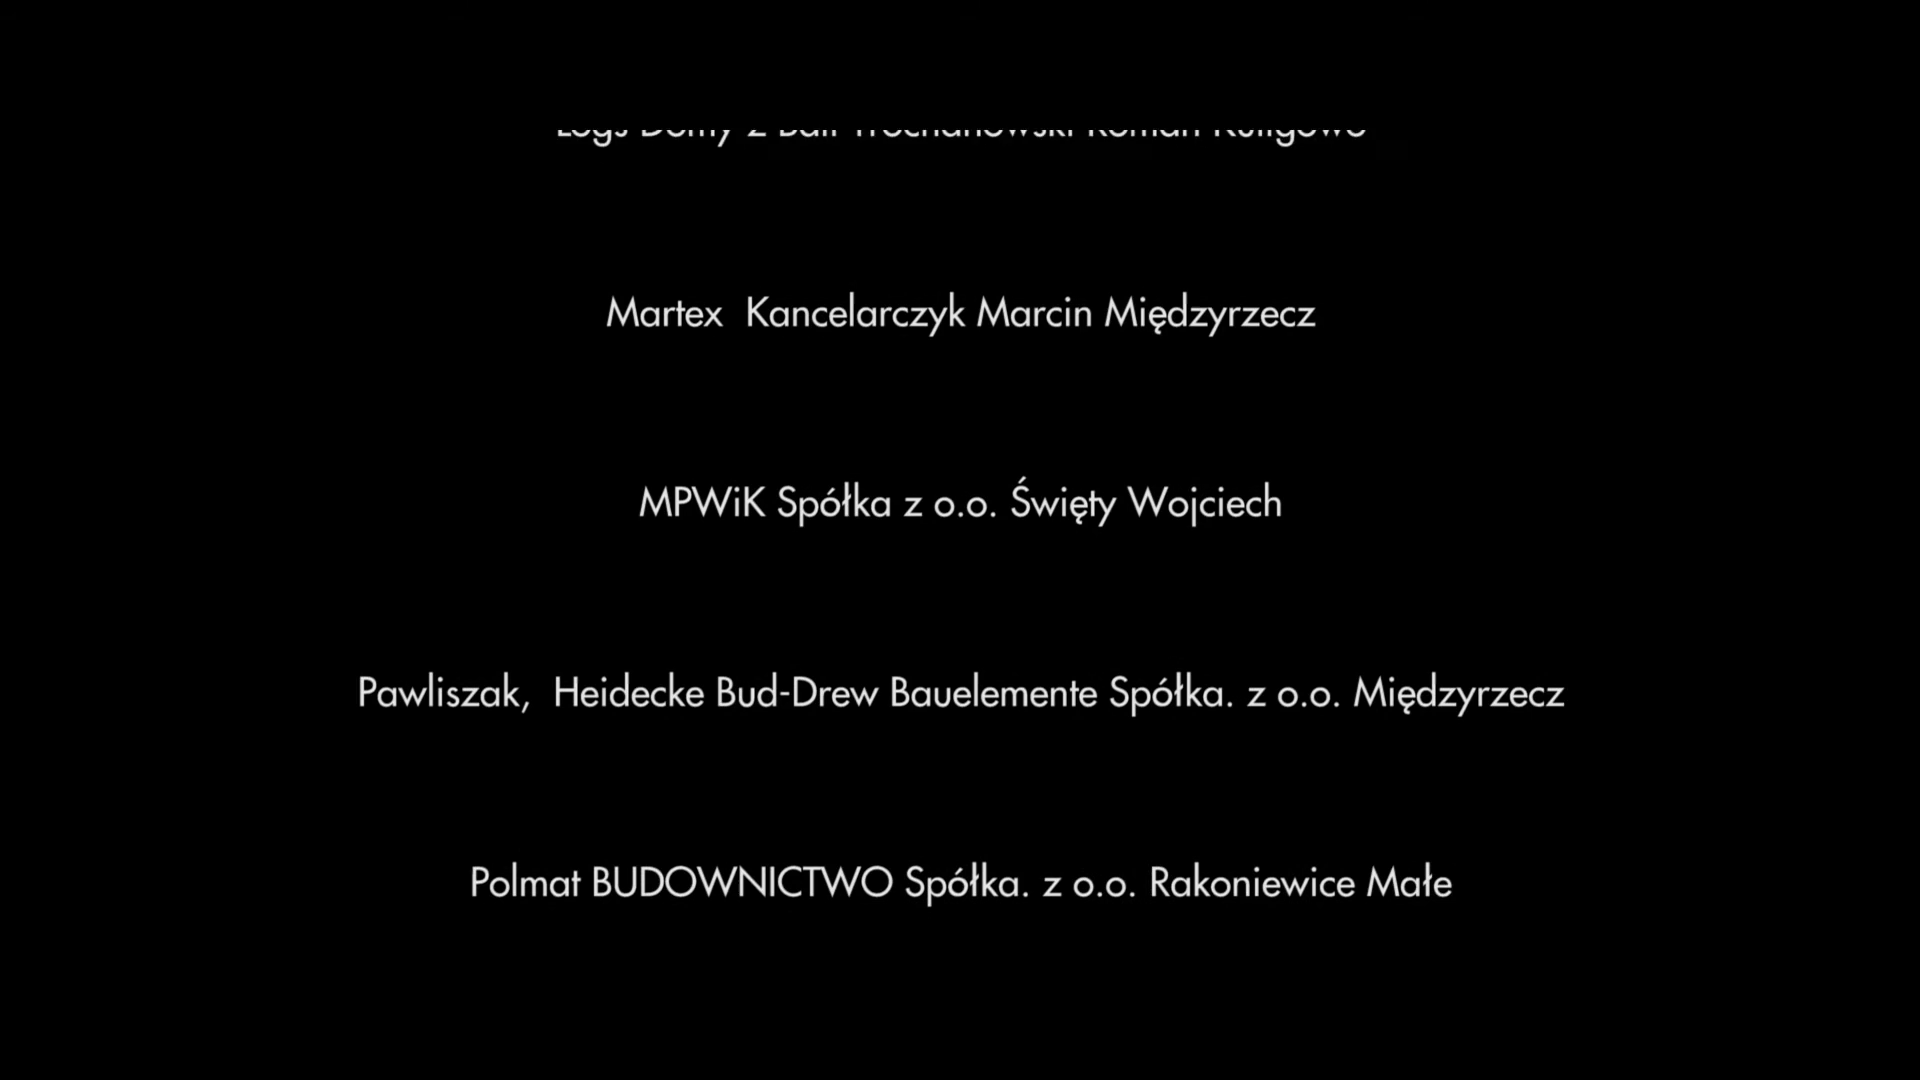 Martex  Kancelarczyk Marcin Międzyrzecz
MPWiK Spółka z o.o. Święty Wojciech
Pawliszak,  Heidecke Bud-Drew Bauelemente Spółka. z o.o. Międzyrzecz
Polmat BUDOWNICTWO Spółka. z o.o. Rakoniewice Małe